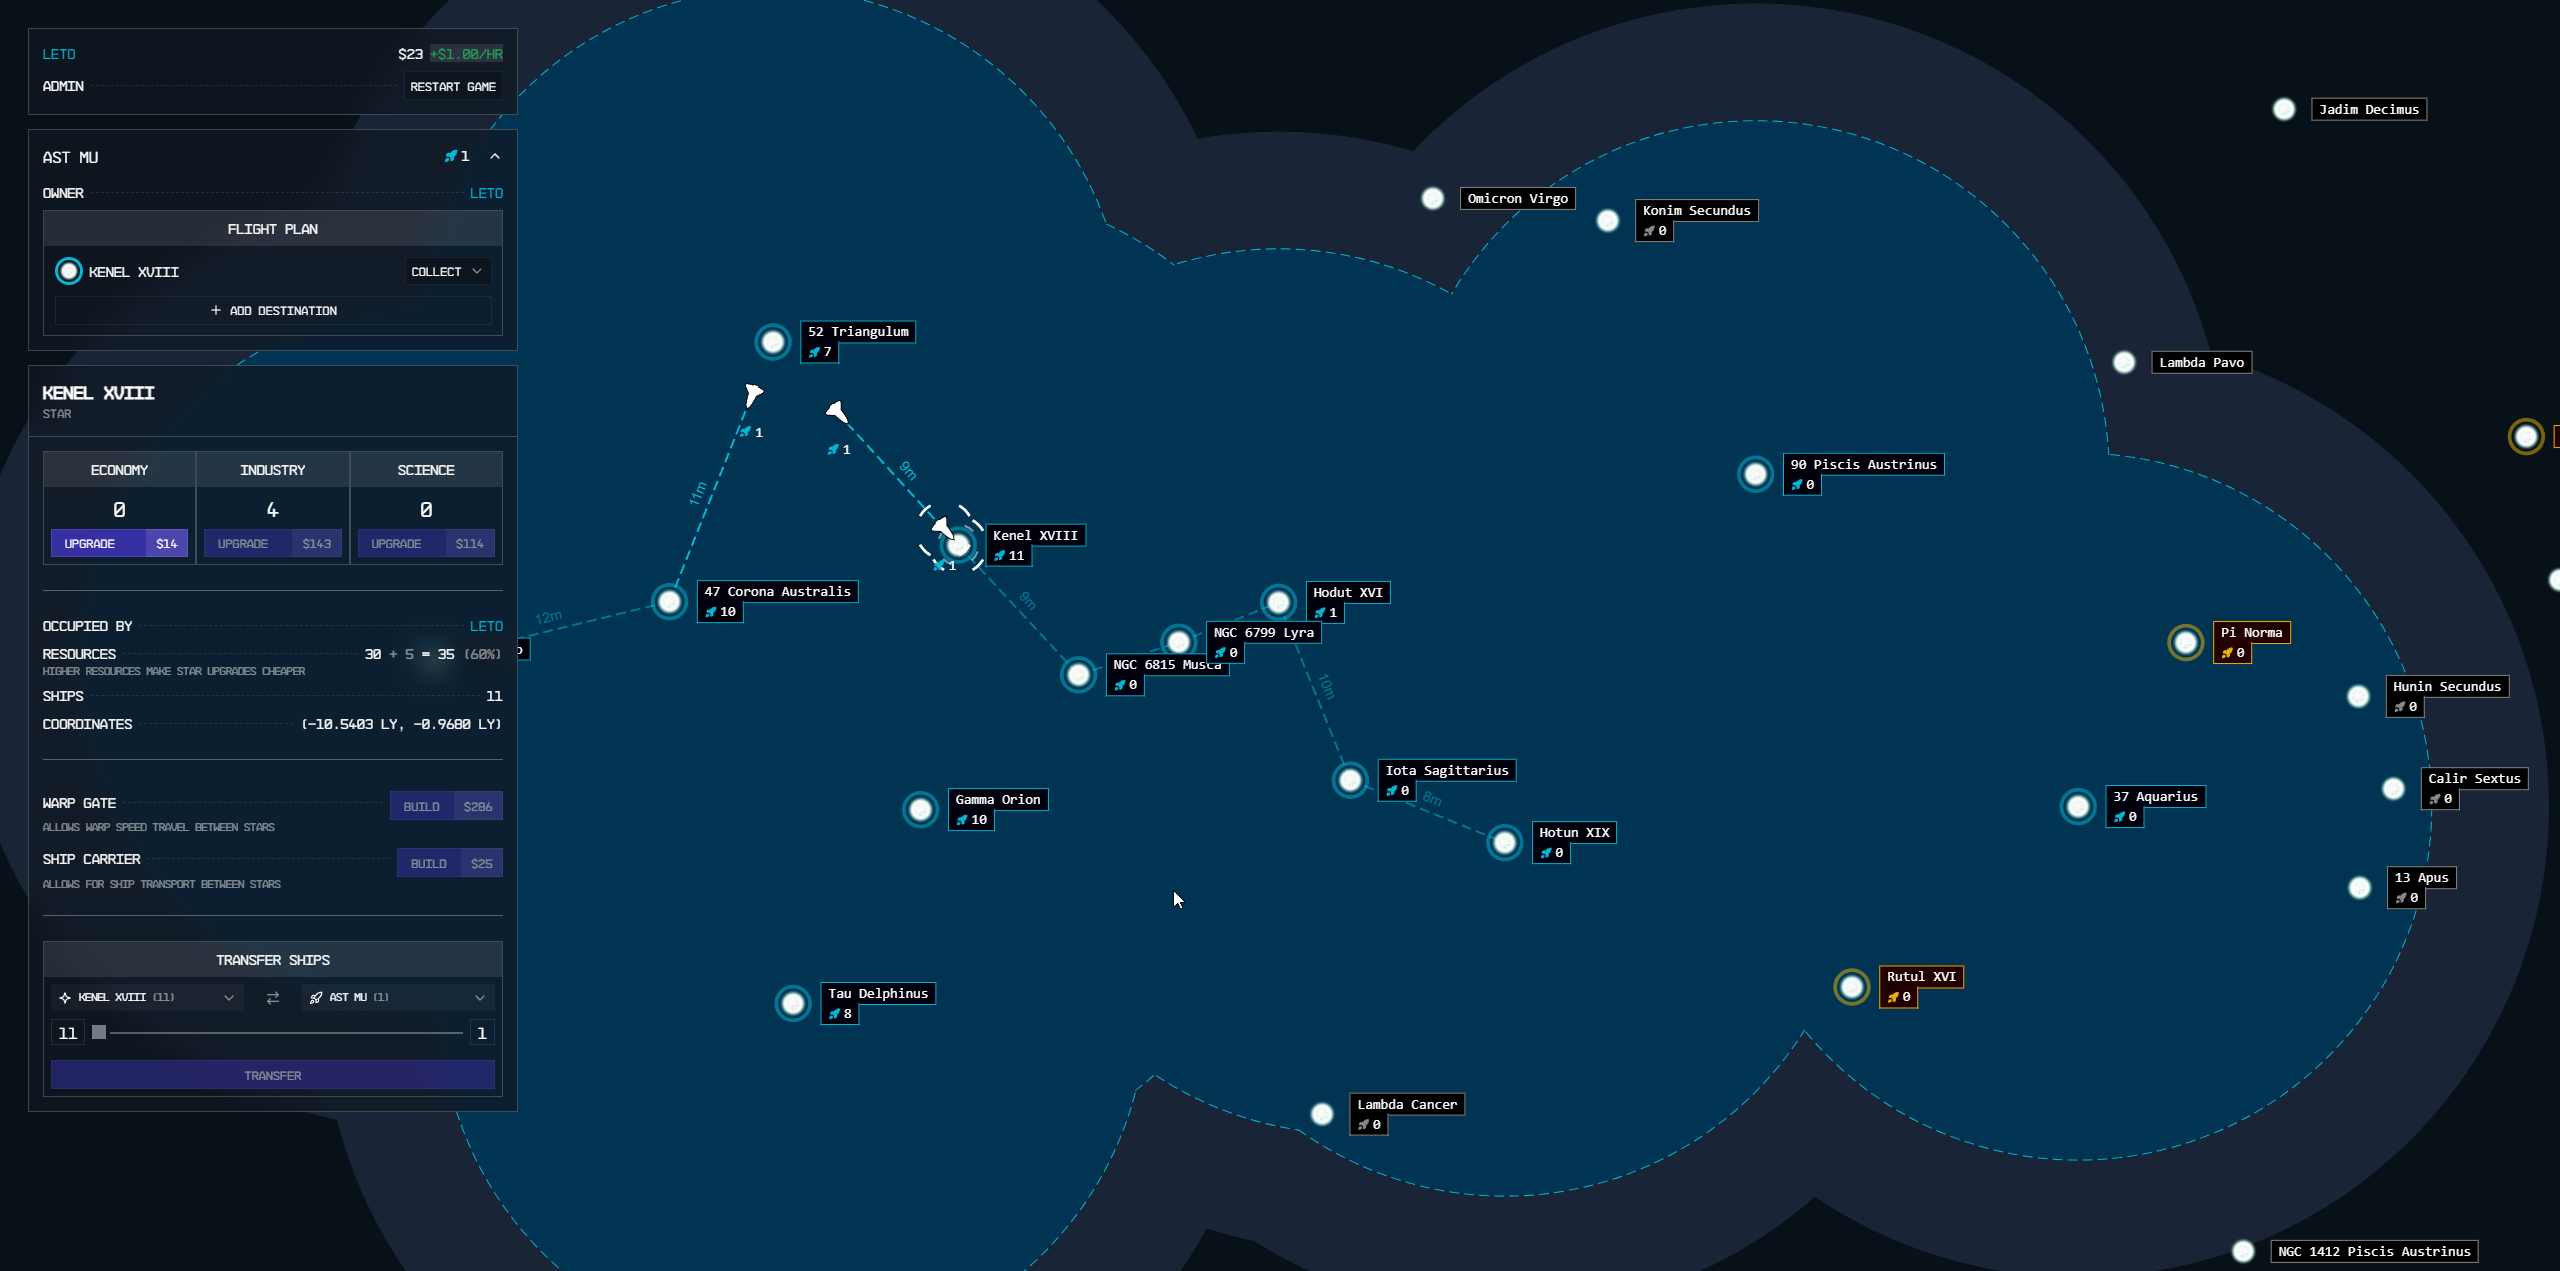 LETO $23 +$1.00/HR
ADMIN RESTART GAME
AST MU 1
OWNER LETO
FLIGHT PLAN
KENEL XVIII COLLECT
+ ADD DESTINATION
KENEL XVIII
STAR
ECONOMY INDUSTRY SCIENCE
0 4 0
UPGRADE $14 UPGRADE $143 UPGRADE $114
OCCUPIED BY LETO
RESOURCES 30 + 5 = 35 (60%)
HIGHER RESOURCES MAKE STAR UPGRADES CHEAPER
SHIPS 11
COORDINATES (-10.5403 LY, -0.9680 LY)
WARP GATE BUILD $286
ALLOWS WARP SPEED TRAVEL BETWEEN STARS
SHIP CARRIER BUILD $25
ALLOWS FOR SHIP TRANSPORT BETWEEN STARS
TRANSFER SHIPS
KENEL XVIII (11) AST MU (1)
11 1
TRANSFER
Jadim Decimus
Omicron Virgo
Konim Secundus
0
52 Triangulum
7
Lambda Pavo
1
1
9m
11m
90 Piscis Austrinus
0
Kenel XVIII
11
1
47 Corona Australis
10
12m
9m
Hodut XVI
1
NGC 6799 Lyra
0
NGC 6815 Musca
0
10m
Pi Norma
0
Hunin Secundus
0
Iota Sagittarius
0
8m
Calir Sextus
0
Gamma Orion
10
37 Aquarius
0
Hotun XIX
0
13 Apus
0
Rutul XVI
0
Tau Delphinus
8
Lambda Cancer
0
NGC 1412 Piscis Austrinus